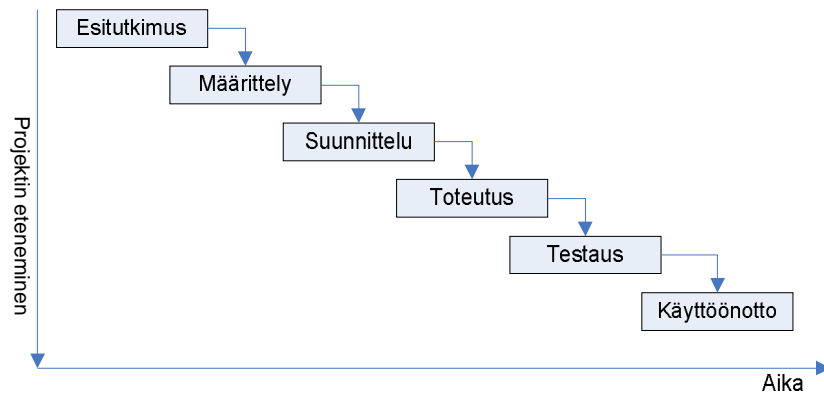 Esitutkimus
Määrittely
Suunnittelu
Toteutus
Testaus
Käyttöönotto
Projektin eteneminen
Aika